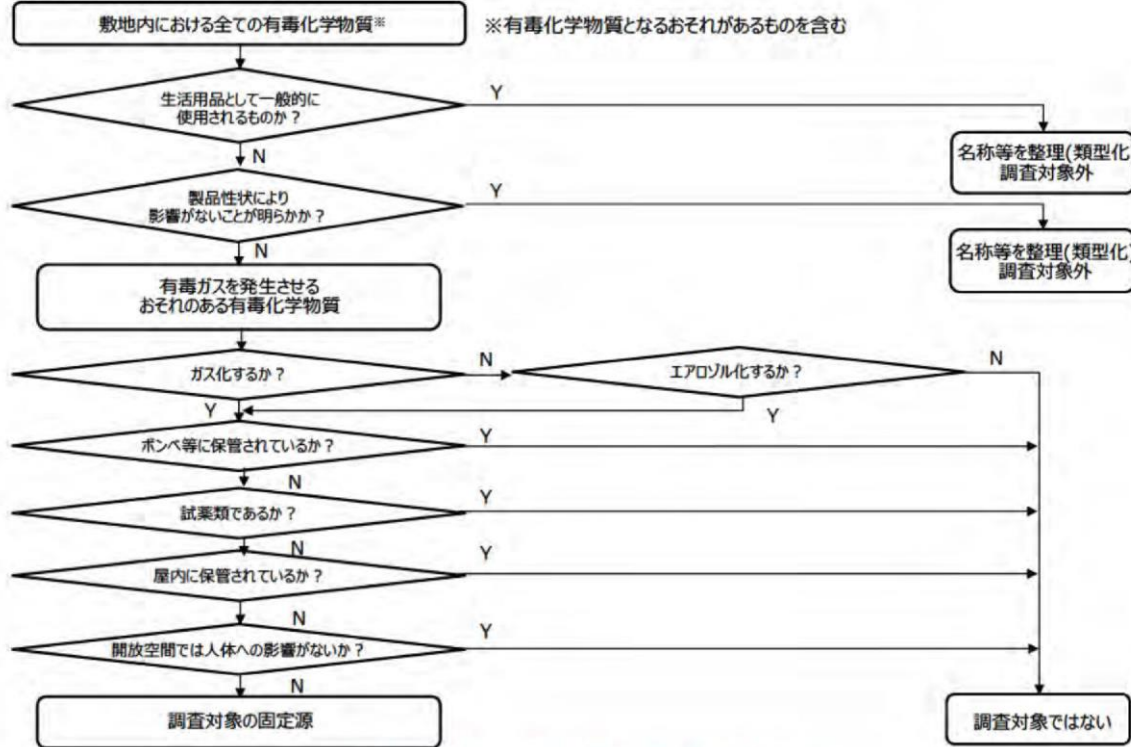 敷地内における全ての有毒化学物質※
※有毒化学物質となるおそれがあるものを含む
生活用品として一般的に
使用されるものか？
Y
N
名称等を整理(類型化)
調査対象外
製品性状により
影響がないことが明らかか？
Y
N
名称等を整理(類型化)
調査対象外
有毒ガスを発生させる
おそれのある有毒化学物質
ガス化するか？
N
エアロゾル化するか？
N
Y
Y
ボンベ等に保管されているか？
Y
N
試薬類であるか？
Y
N
屋内に保管されているか？
Y
N
開放空間では人体への影響がないか？
Y
N
調査対象の固定源
調査対象ではない